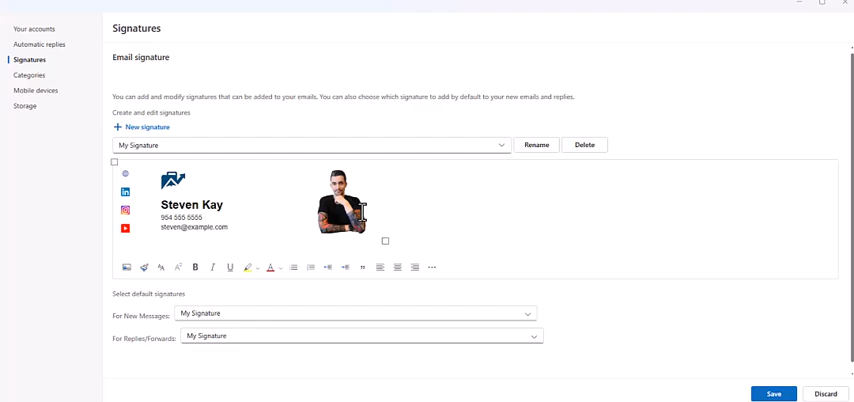 Signatures
Your accounts
Automatic replies
Signatures
Categories
Mobile devices
Storage
Email signature
You can add and modify signatures that can be added to your emails. You can also choose which signature to add by default to your new emails and replies.
Create and edit signatures
New signature
My Signature
Rename
Delete
Steven Kay
954 555 5555
steven@example.com
Select default signatures
For New Messages: My Signature
For Replies/Forwards: My Signature
Save
Discard